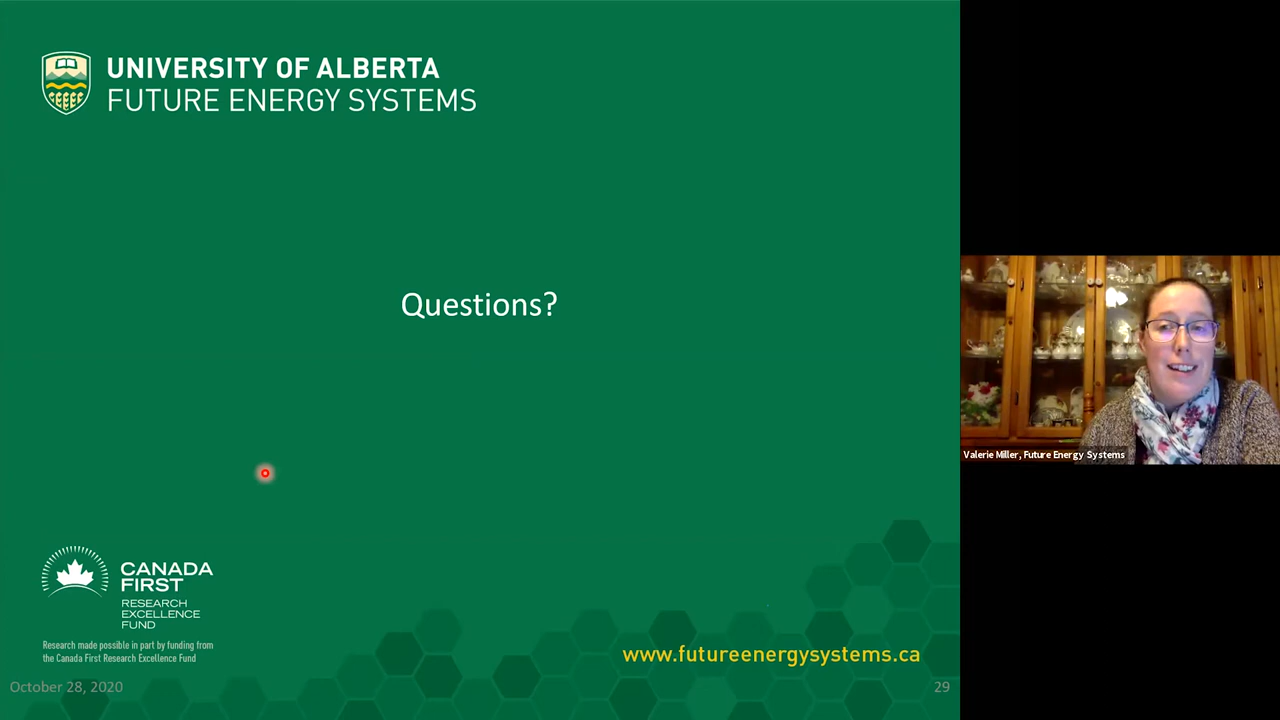 UNIVERSITY OF ALBERTA
FUTURE ENERGY SYSTEMS
Questions?
Valerie Miller, Future Energy Systems
CANADA
FIRST
RESEARCH
EXCELLENCE
FUND
Research made possible in part by funding from
the Canada First Research Excellence Fund
www.futureenergysystems.ca
October 28, 2020
29